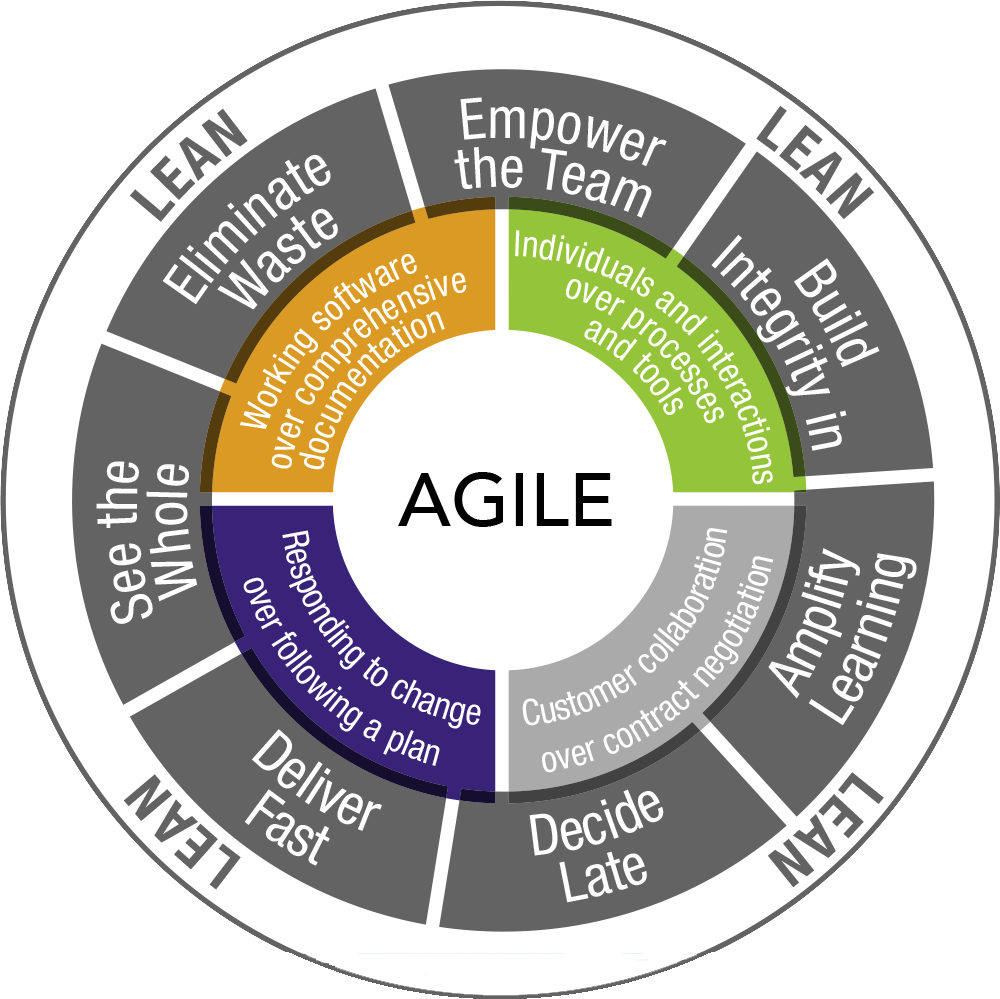 LEAN
LEAN
Empower
the Team
Eliminate
Waste
Build
Integrity in
Working software
over comprehensive
documentation
Individuals and interactions
over processes
and tools
See the
Whole
AGILE
Amplify
Learning
Responding to change
over following a plan
Customer collaboration
over contract negotiation
Deliver
Fast
Decide
Late
LEAN
LEAN